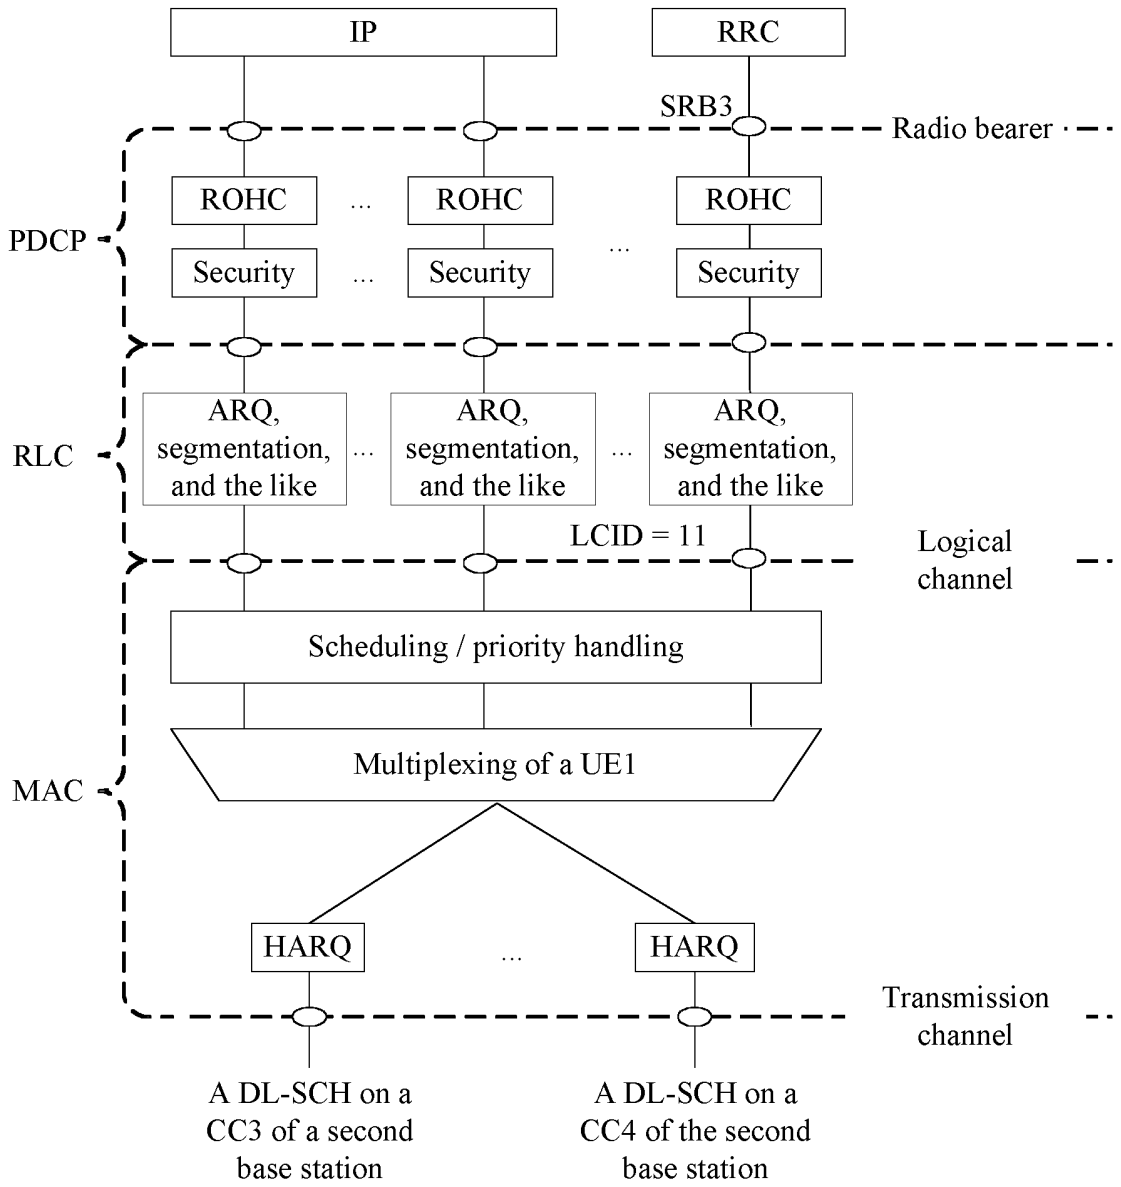 IP
RRC
SRB3
Radio bearer
ROHC
...
ROHC
ROHC
PDCP
...
Security
...
Security
Security
ARQ,
segmentation,
and the like
...
ARQ,
segmentation,
and the like
...
ARQ,
segmentation,
and the like
RLC
LCID = 11
Logical
channel
Scheduling / priority handling
Multiplexing of a UE1
MAC
HARQ
...
HARQ
Transmission
channel
A DL-SCH on a
CC3 of a second
base station
A DL-SCH on a
CC4 of the second
base station